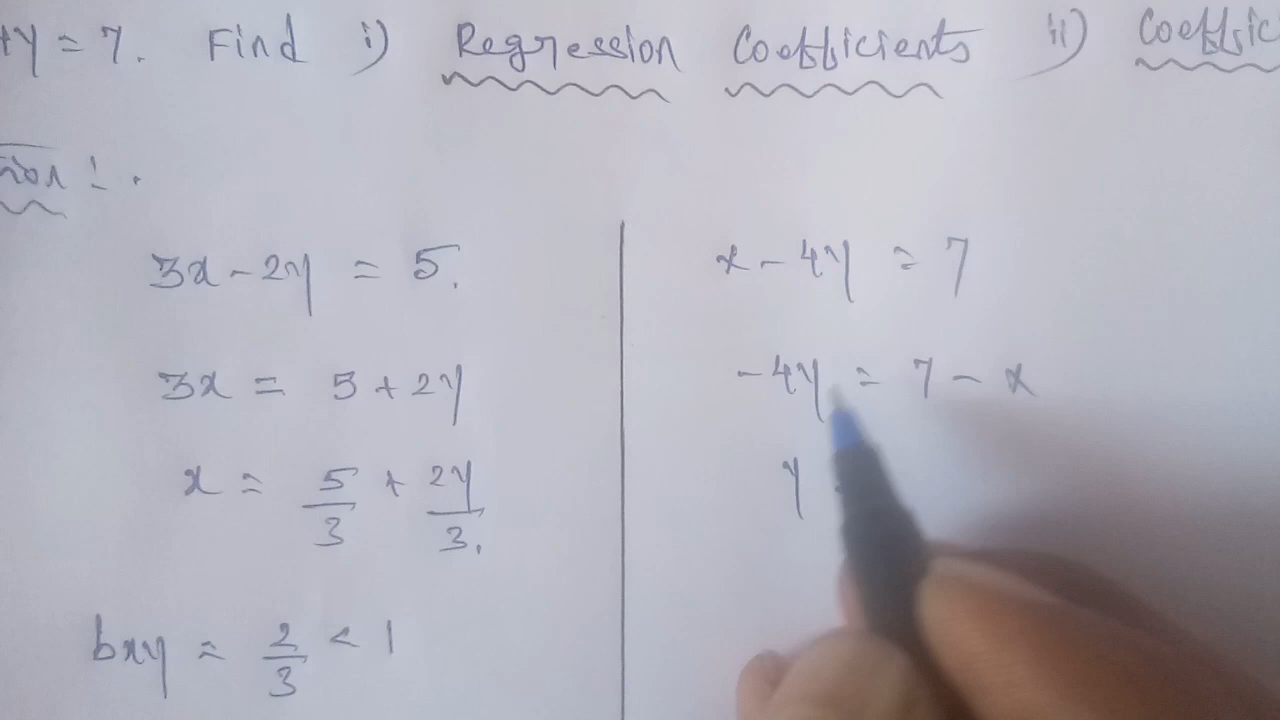 +y = 7. Find i) Regression Coefficients ii) Coeffic
3x - 2y = 5.
3x = 5 + 2y
x = 5/3 + 2y/3.
bxy = 2/3 < 1
x - 4y = 7
-4y = 7 - x
y